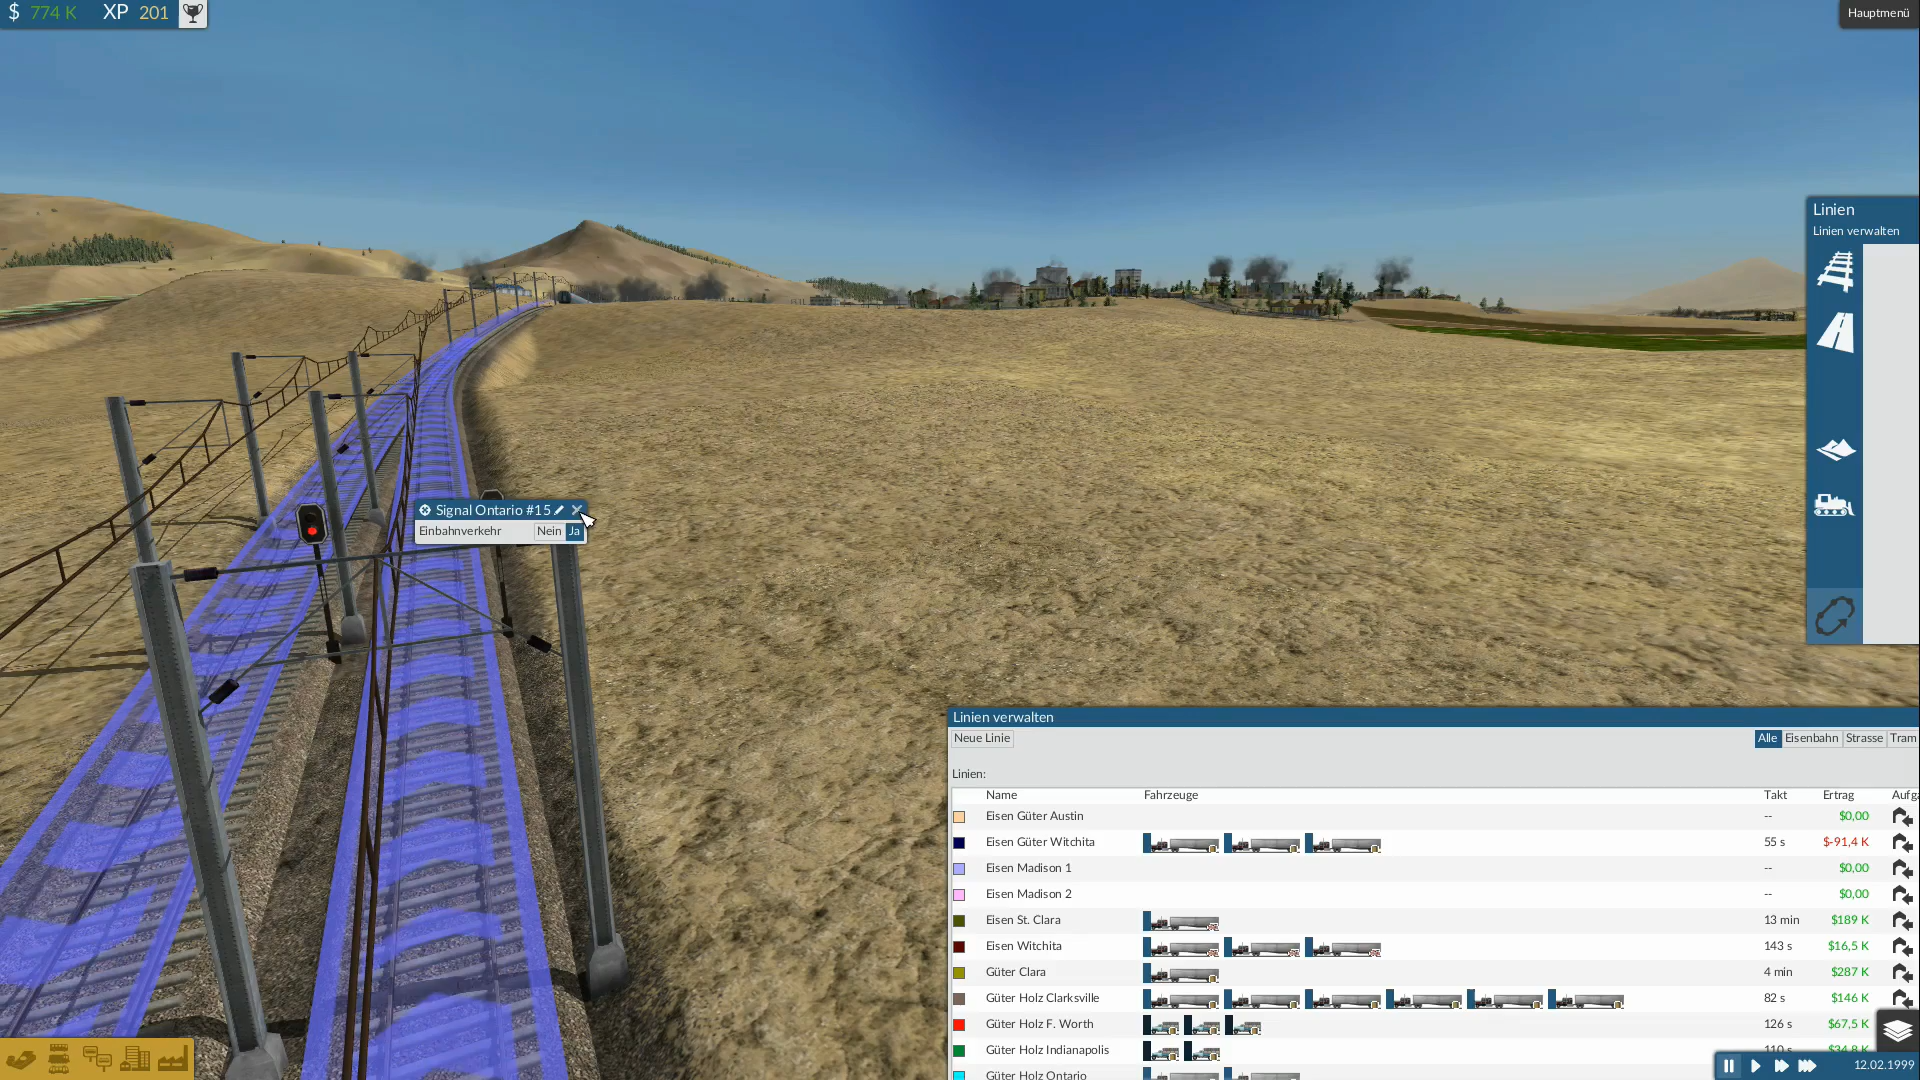 $ 774 K XP 201
Hauptmenü
Linien
Linien verwalten
Signal Ontario #15
Einbahnverkehr Nein Ja
Linien verwalten
Neue Linie Alle Eisenbahn Strasse Tram
Linien:
Name Fahrzeuge Takt Ertrag Aufga
Eisen Güter Austin -- $0,00
Eisen Güter Witchita 55 s $-91,4 K
Eisen Madison 1 -- $0,00
Eisen Madison 2 -- $0,00
Eisen St. Clara 13 min $189 K
Eisen Witchita 143 s $16,5 K
Güter Clara 4 min $287 K
Güter Holz Clarksville 82 s $146 K
Güter Holz F. Worth 126 s $67,5 K
Güter Holz Indianapolis 110 s $34,8 K
Güter Holz Ontario
12.02.1999